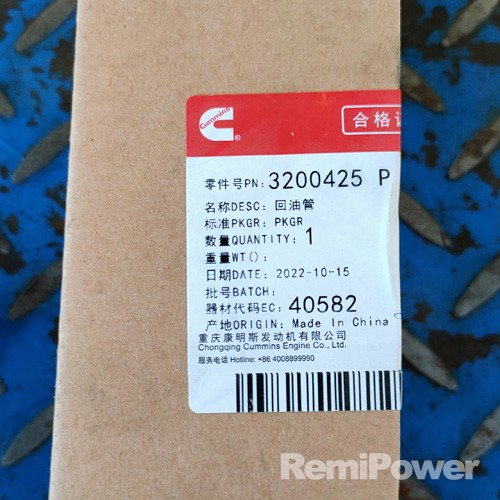 Cummins
®
合格证
零件号PN: 3200425 P
名称DESC: 回油管
标准PKGR: PKGR
数量QUANTITY: 1
重量WT():
日期DATE: 2022-10-15
批号BATCH:
器材代码EC: 40582
产地ORIGIN: Made In China
重庆康明斯发动机有限公司
Chongqing Cummins Engine Co., Ltd.
服务电话 Hotline: +86 4008899990
RemiPower